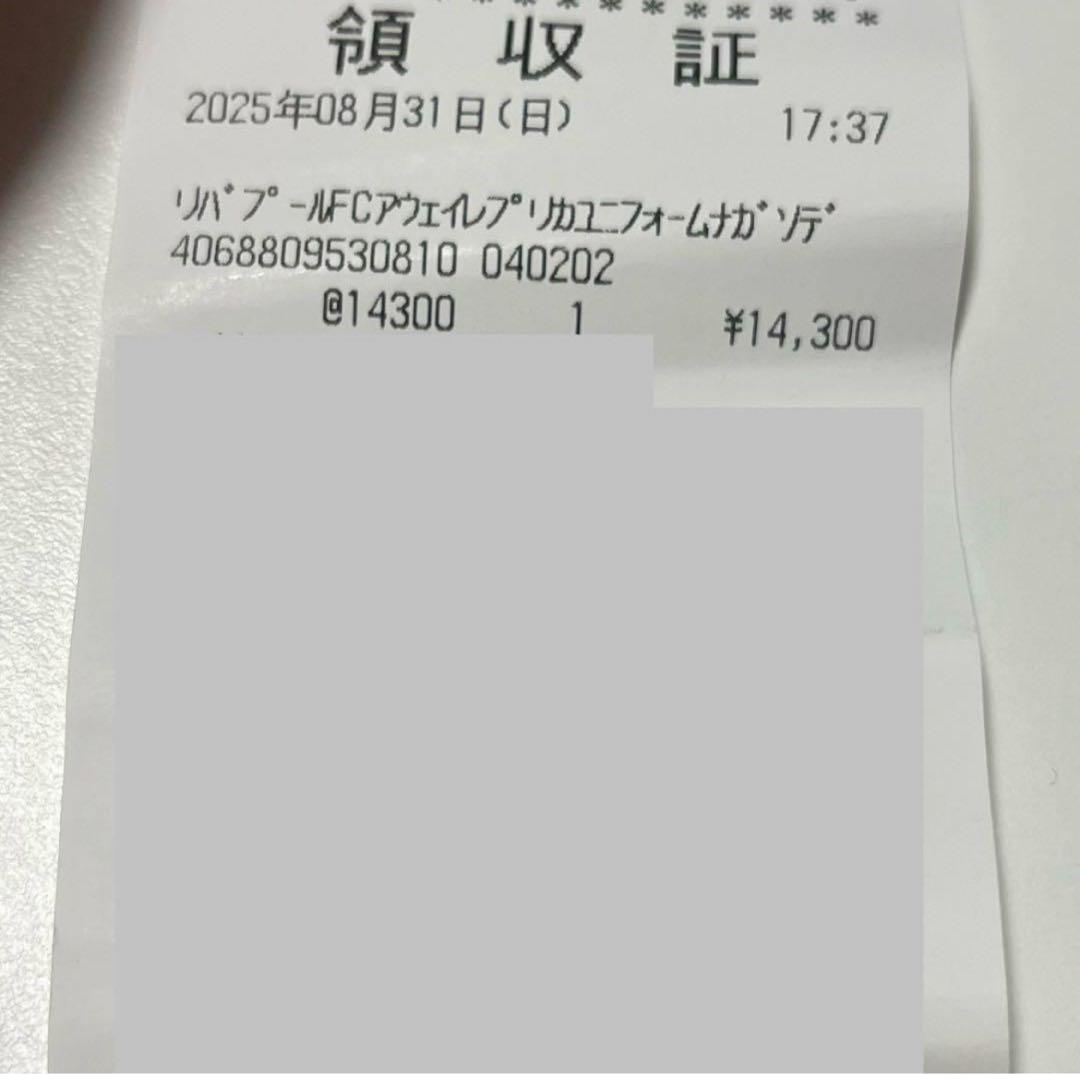 ***********
領収証
2025年08月31日(日) 17:37
ﾘﾊﾞﾌﾟｰﾙFCｱｳｪｲﾚﾌﾟﾘｶﾕﾆﾌｫｰﾑﾅｶﾞｿﾃﾞ
4068809530810 040202
@14300 1 ¥14,300